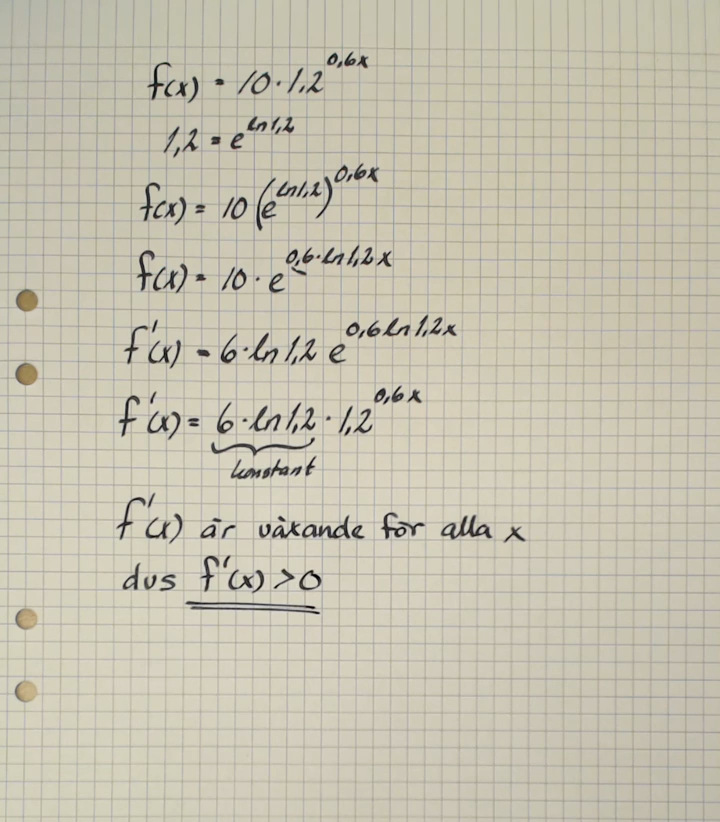 f(x) = 10 · 1,2^0,6x
1,2 = e^ln1,2
f(x) = 10 (e^ln1,2)^0,6x
f(x) = 10 · e^0,6·ln1,2x
f'(x) = 6·ln1,2 e^0,6ln1,2x
f'(x) = 6·ln1,2 · 1,2^0,6x
konstant
f'(x) är växande för alla x
dvs f'(x) >0